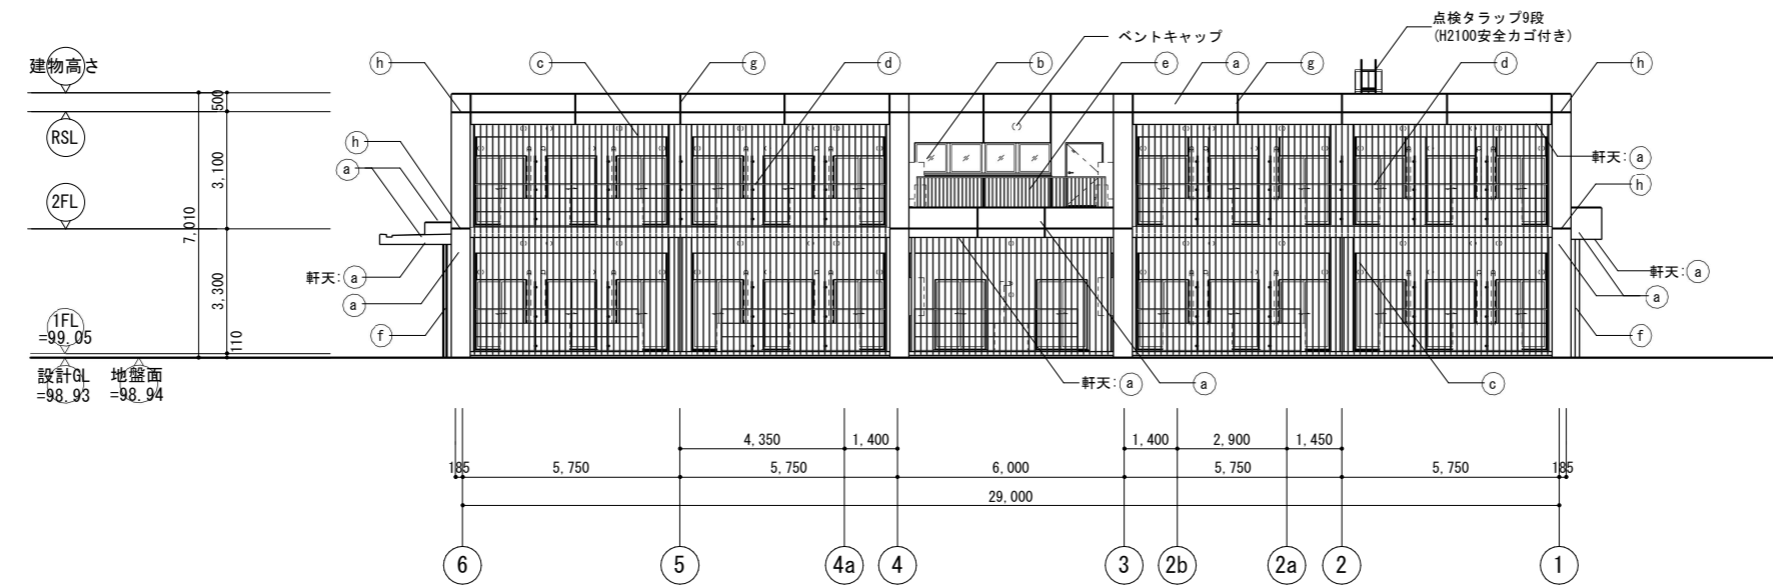 点検タラップ9段
(H2100安全カゴ付き)
ベントキャップ
建物高さ
h
c
g
d
b
e
a
g
d
h
500
RSL
h
a
3,100
軒天:a
h
2FL
7,010
軒天:a
a
3,300
f
軒天:a
a
f
1FL
=99.05
110
設計GL
=98.93
地盤面
=98.94
軒天:a
a
c
4,350
1,400
1,400
2,900
1,450
185
5,750
5,750
6,000
5,750
5,750
185
29,000
6
5
4a
4
3
2b
2a
2
1